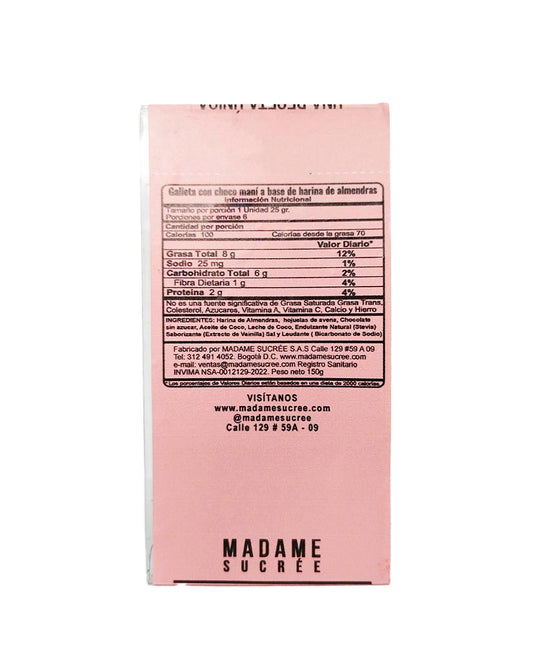 UNA RECETA ÚNICA
Galleta con choco maní a base de harina de almendras
Información Nutricional
Tamaño por porción 1 Unidad 25 gr.
Porciones por envase 6
Cantidad por porción
Calorías 100 Calorías desde la grasa 70
Valor Diario*
Grasa Total 8 g 12%
Sodio 25 mg 1%
Carbohidrato Total 6 g 2%
Fibra Dietaria 1 g 4%
Proteína 2 g 4%
No es una fuente significativa de Grasa Saturada Grasa Trans,
Colesterol, Azucares, Vitamina A, Vitamina C, Calcio y Hierro
INGREDIENTES: Harina de Almendras, hojuelas de avena, Chocolate
sin azucar, Aceite de Coco, Leche de Coco, Endulzante Natural (Stevia)
Saborizante (Extracto de Vainilla) Sal y Leudante ( Bicarbonato de Sodio)
Fabricado por MADAME SUCRÉE S.A.S Calle 129 #59 A 09
Tel: 312 491 4052. Bogotá D.C. www.madamesucree.com
e-mail: ventas@madamesucree.com Registro Sanitario
INVIMA NSA-0012129-2022. Peso neto 150g
*Los porcentajes de Valores Diarios están basados en una dieta de 2000 calorías
VISÍTANOS
www.madamesucree.com
@madamesucree
Calle 129 # 59A - 09
MADAME
SUCRÉE